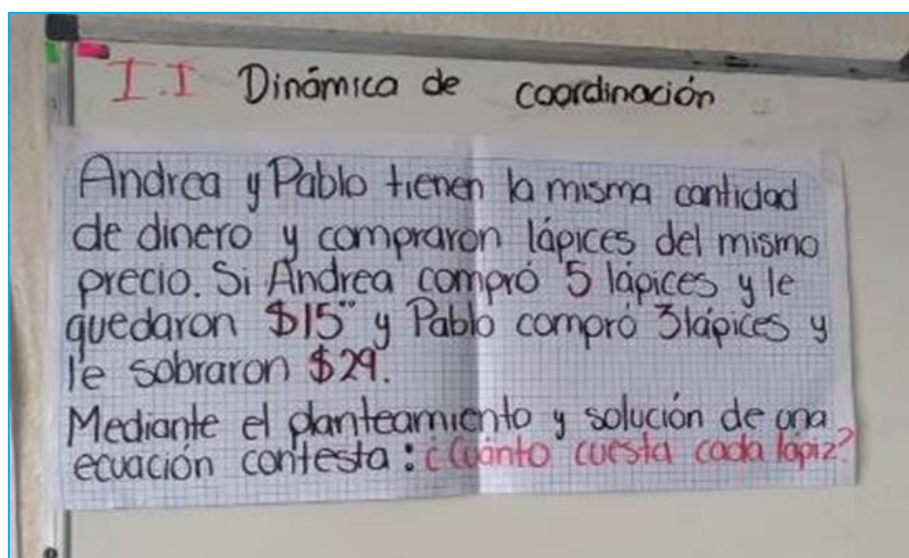 I.I Dinámica de coordinación
Andrea y Pablo tienen la misma cantidad
de dinero y compraron lápices del mismo
precio. Si Andrea compró 5 lápices y le
quedaron $15" y Pablo compró 3 lápices y
le sobraron $29.
Mediante el planteamiento y solución de una
ecuación contesta: ¿Cuánto cuesta cada lápiz?